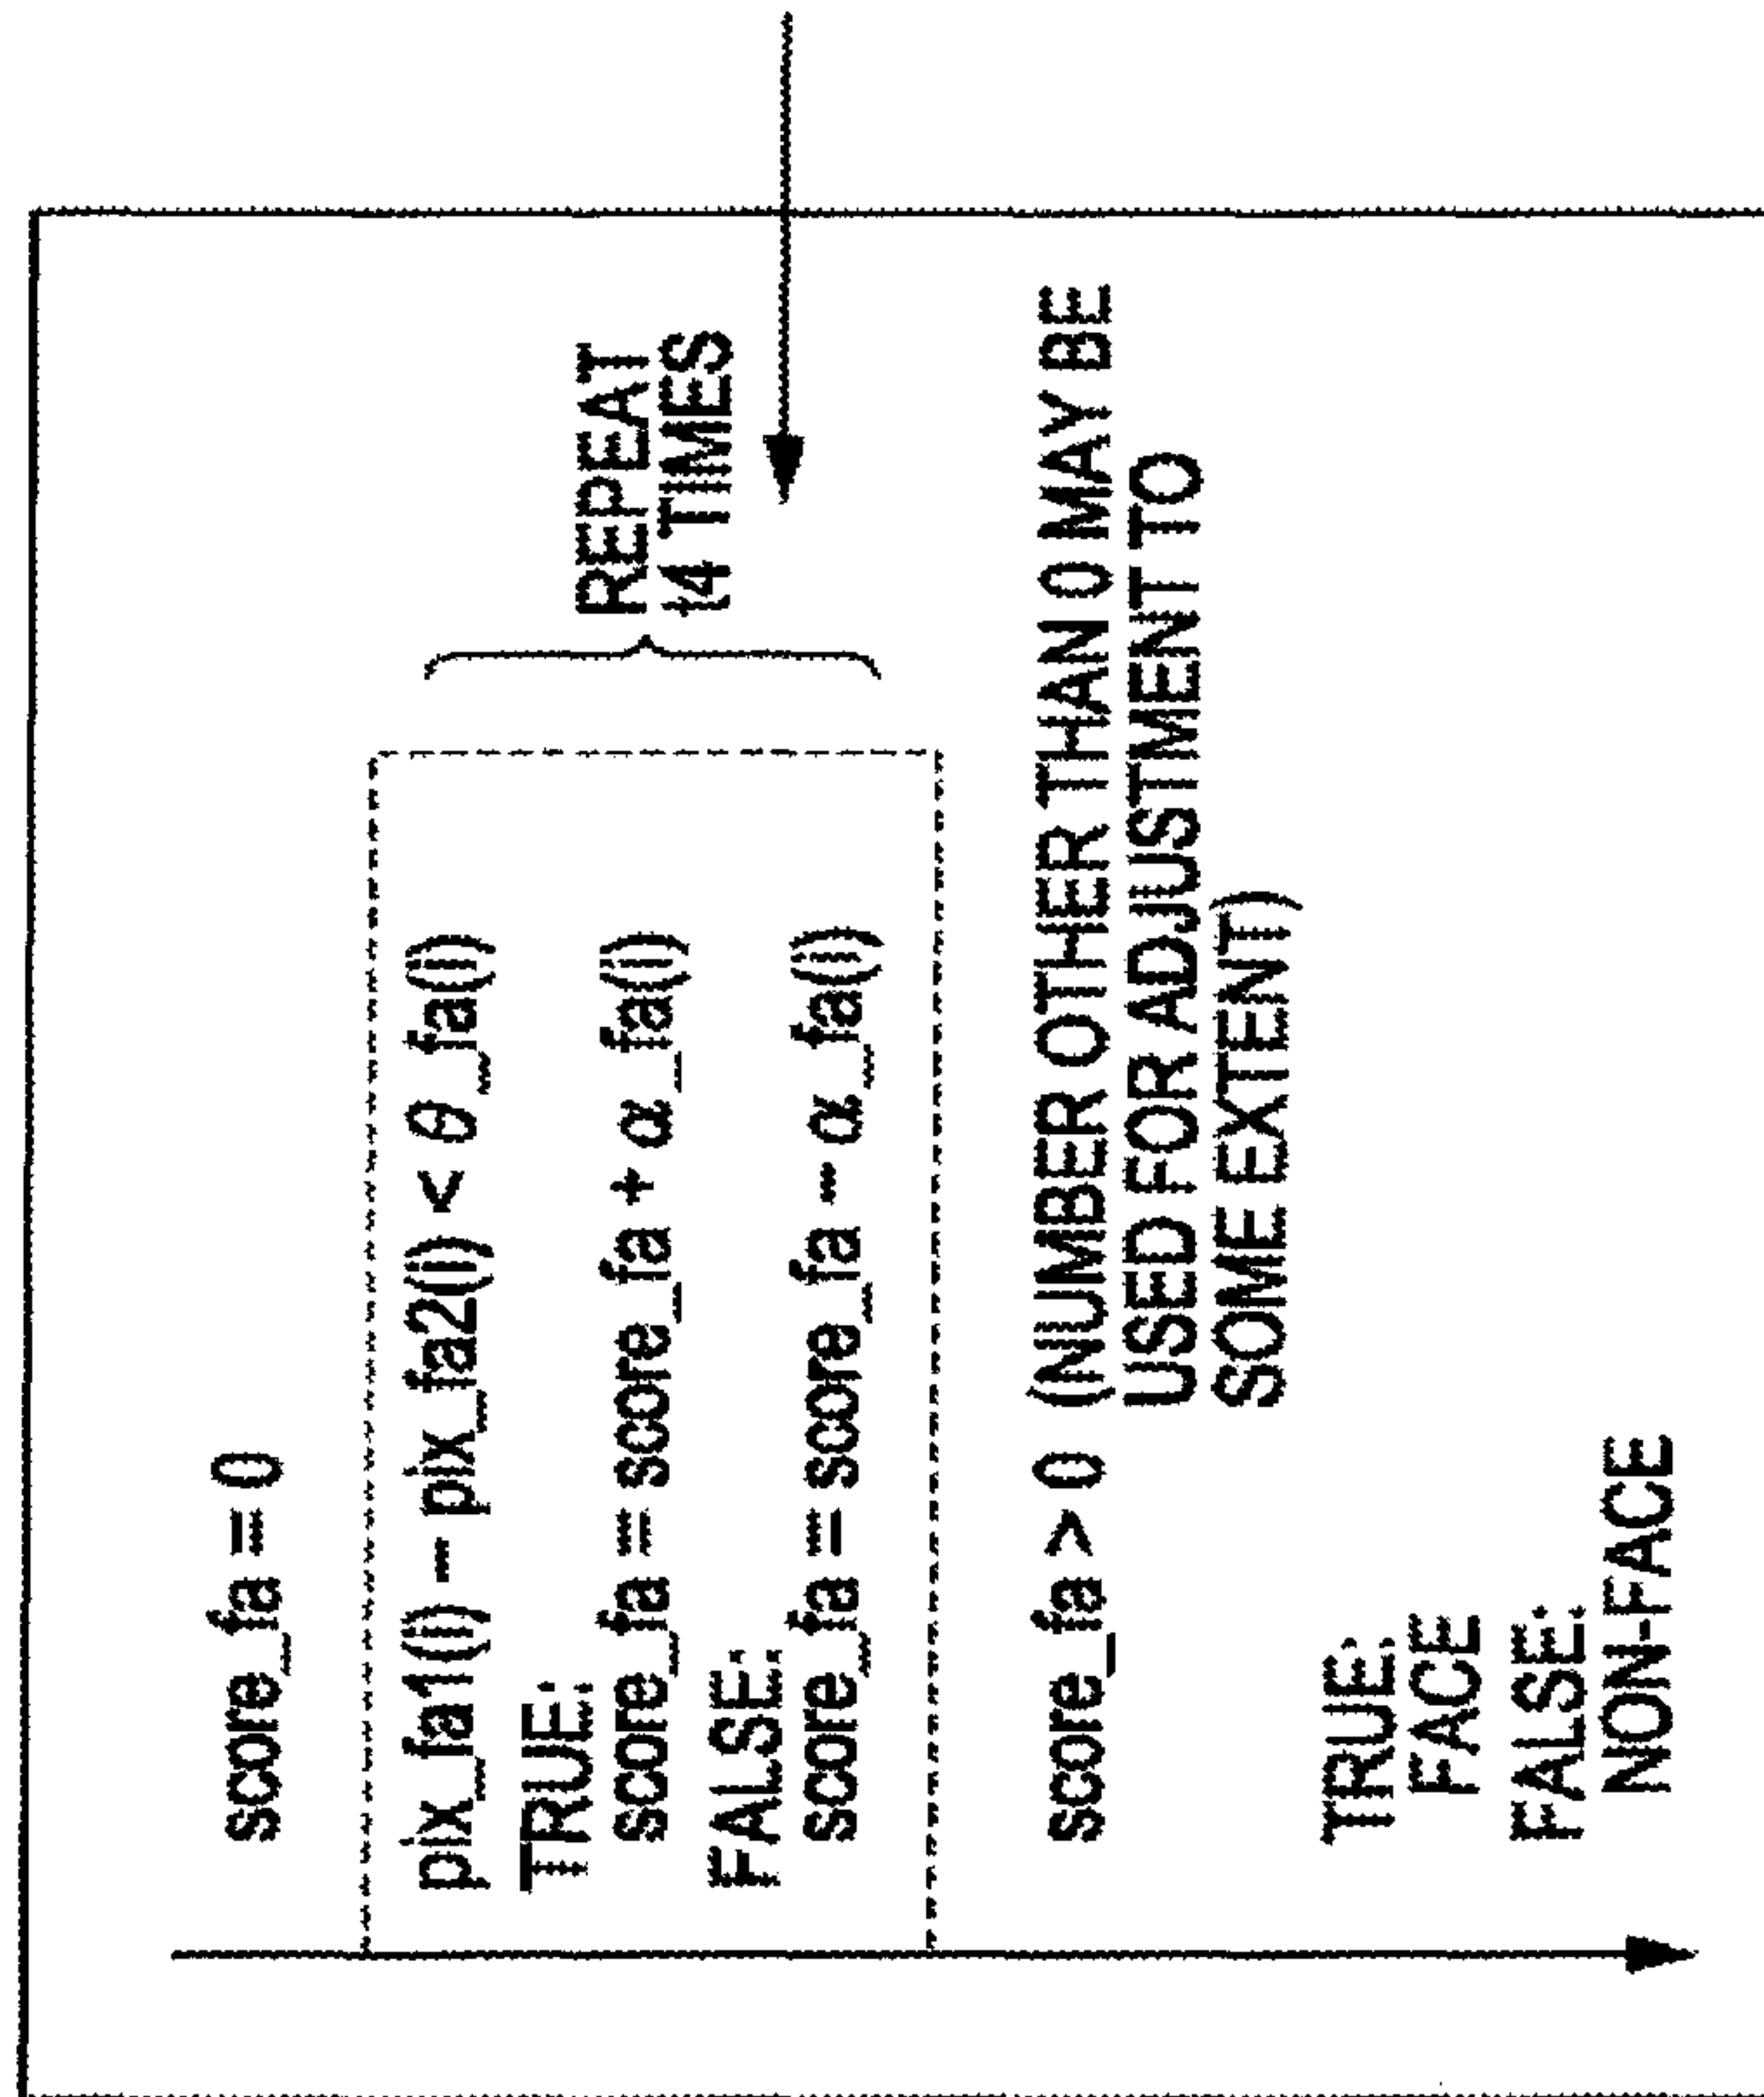 score_fa = 0
pix_fa1(i) − pix_fa2(i) < θ_fa(i)
TRUE:
score_fa = score_fa + α_fa(i)
FALSE:
score_fa = score_fa − α_fa(i)
REPEAT
t4 TIMES
score_fa > 0 (NUMBER OTHER THAN 0 MAY BE
USED FOR ADJUSTMENT TO
SOME EXTENT)
TRUE:
FACE
FALSE:
NON-FACE